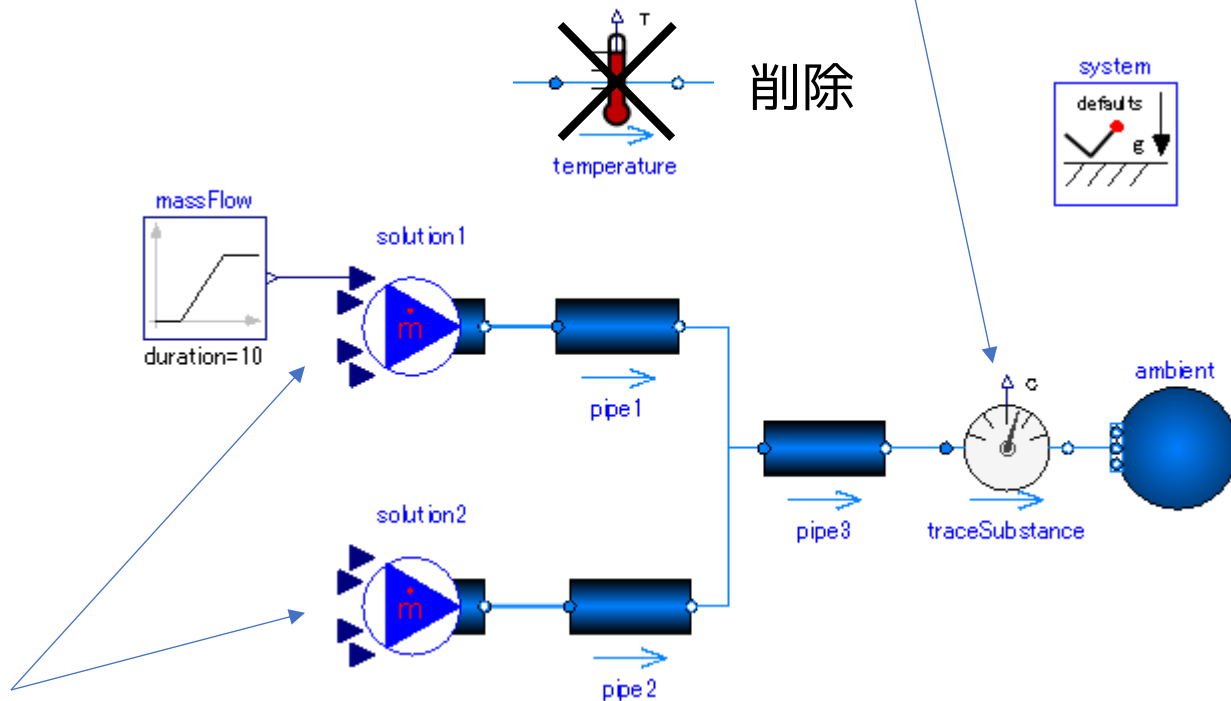 T
削除
temperature
system
defaults
g
massFlow
duration=10
solution1
ṁ
pipe1
C
ambient
pipe3
traceSubstance
solution2
ṁ
pipe2